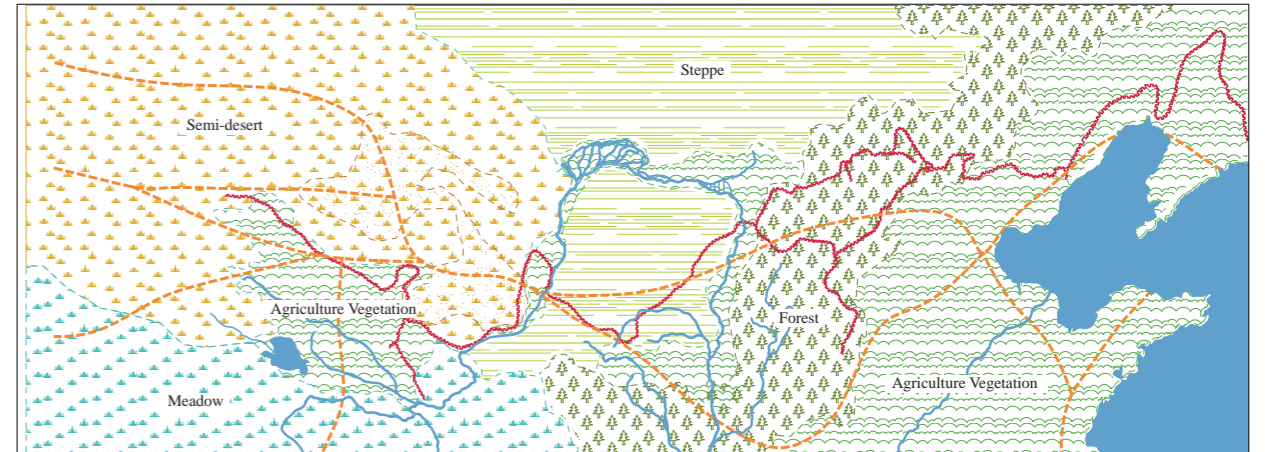 Steppe
Semi-desert
Agriculture Vegetation
Forest
Agriculture Vegetation
Meadow